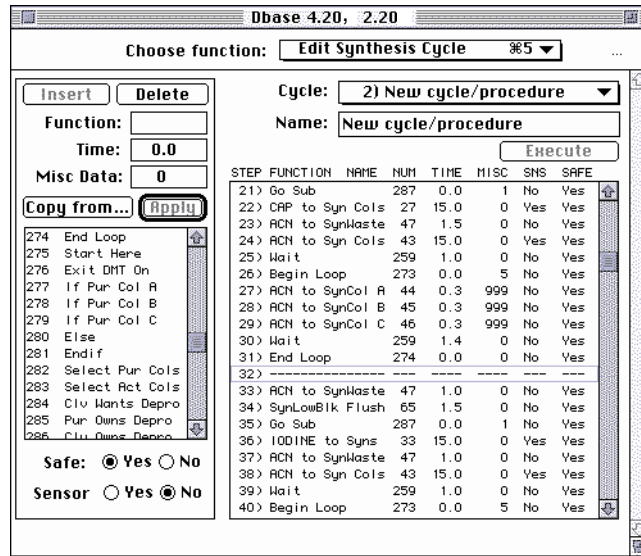 Dbase 4.20, 2.20
Choose function: Edit Synthesis Cycle ⌘5 ▼ ...
Insert Delete
Function:
Time: 0.0
Misc Data: 0
Copy from... Apply
274 End Loop
275 Start Here
276 Exit DMT On
277 If Pur Col A
278 If Pur Col B
279 If Pur Col C
280 Else
281 Endif
282 Select Pur Cols
283 Select Act Cols
284 Clv Wants Depro
285 Pur Owns Depro
286 Clv Owns Depro
Safe: Yes No
Sensor Yes No
Cycle: 2) New cycle/procedure ▼
Name: New cycle/procedure
Execute
STEP FUNCTION NAME NUM TIME MISC SNS SAFE
21) Go Sub 287 0.0 1 No Yes
22) CAP to Syn Cols 27 15.0 0 Yes Yes
23) ACN to SynWaste 47 1.5 0 No Yes
24) ACN to Syn Cols 43 15.0 0 Yes Yes
25) Wait 259 1.0 0 No Yes
26) Begin Loop 273 0.0 5 No Yes
27) ACN to SynCol A 44 0.3 999 No Yes
28) ACN to SynCol B 45 0.3 999 No Yes
29) ACN to SynCol C 46 0.3 999 No Yes
30) Wait 259 1.4 0 No Yes
31) End Loop 274 0.0 0 No Yes
32) --------------- --- ---- ---- --- ---
33) ACN to SynWaste 47 1.0 0 No Yes
34) SynLowBlk Flush 65 1.5 0 No Yes
35) Go Sub 287 0.0 1 No Yes
36) IODINE to Syns 33 15.0 0 Yes Yes
37) ACN to SynWaste 47 1.0 0 No Yes
38) ACN to Syn Cols 43 15.0 0 Yes Yes
39) Wait 259 1.0 0 No Yes
40) Begin Loop 273 0.0 5 No Yes